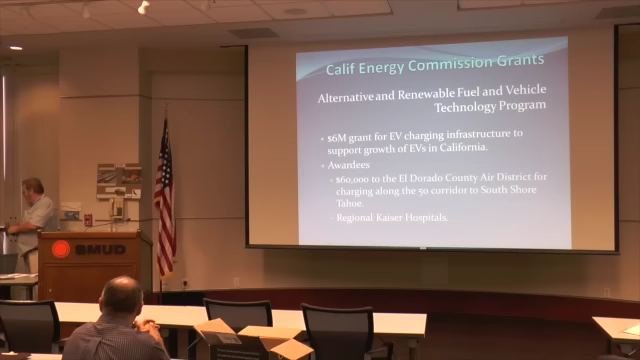 Calif Energy Commission Grants
Alternative and Renewable Fuel and Vehicle
Technology Program
$6M grant for EV charging infrastructure to
support growth of EVs in California.
Awardees
$60,000 to the El Dorado County Air District for
charging along the 50 corridor to South Shore
Tahoe.
Regional Kaiser Hospitals.
SMUD